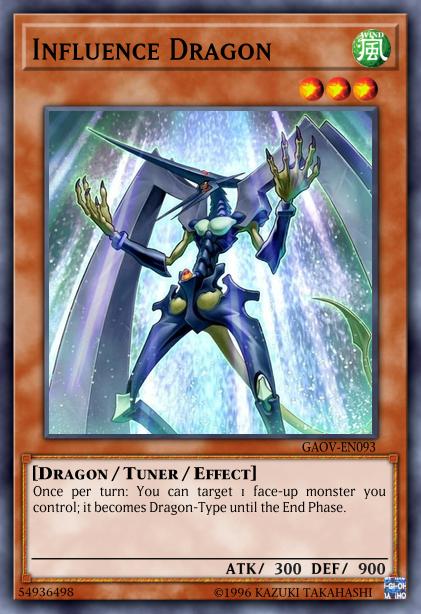 Influence Dragon
WIND
風
GAOV-EN093
[Dragon / Tuner / Effect]
Once per turn: You can target 1 face-up monster you
control; it becomes Dragon-Type until the End Phase.
ATK/ 300 DEF/ 900
54936498
©1996 KAZUKI TAKAHASHI